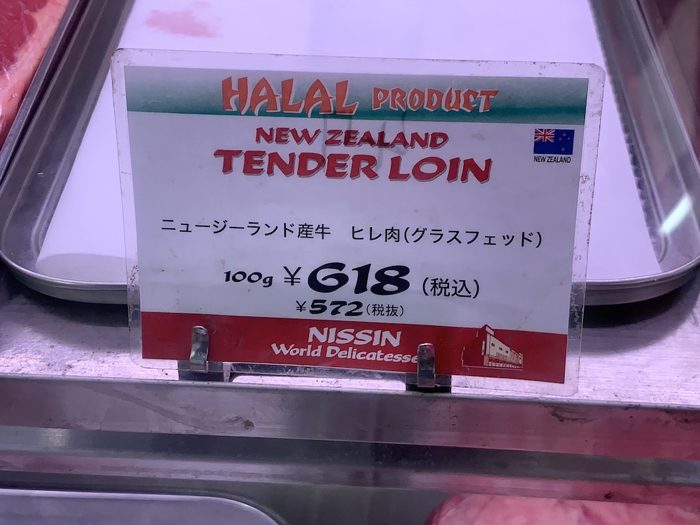 HALAL PRODUCT
NEW ZEALAND
TENDER LOIN
NEW ZEALAND
ニュージーランド産牛 ヒレ肉(グラスフェッド)
100g ¥618 (税込)
¥572(税抜)
NISSIN
World Delicatesse